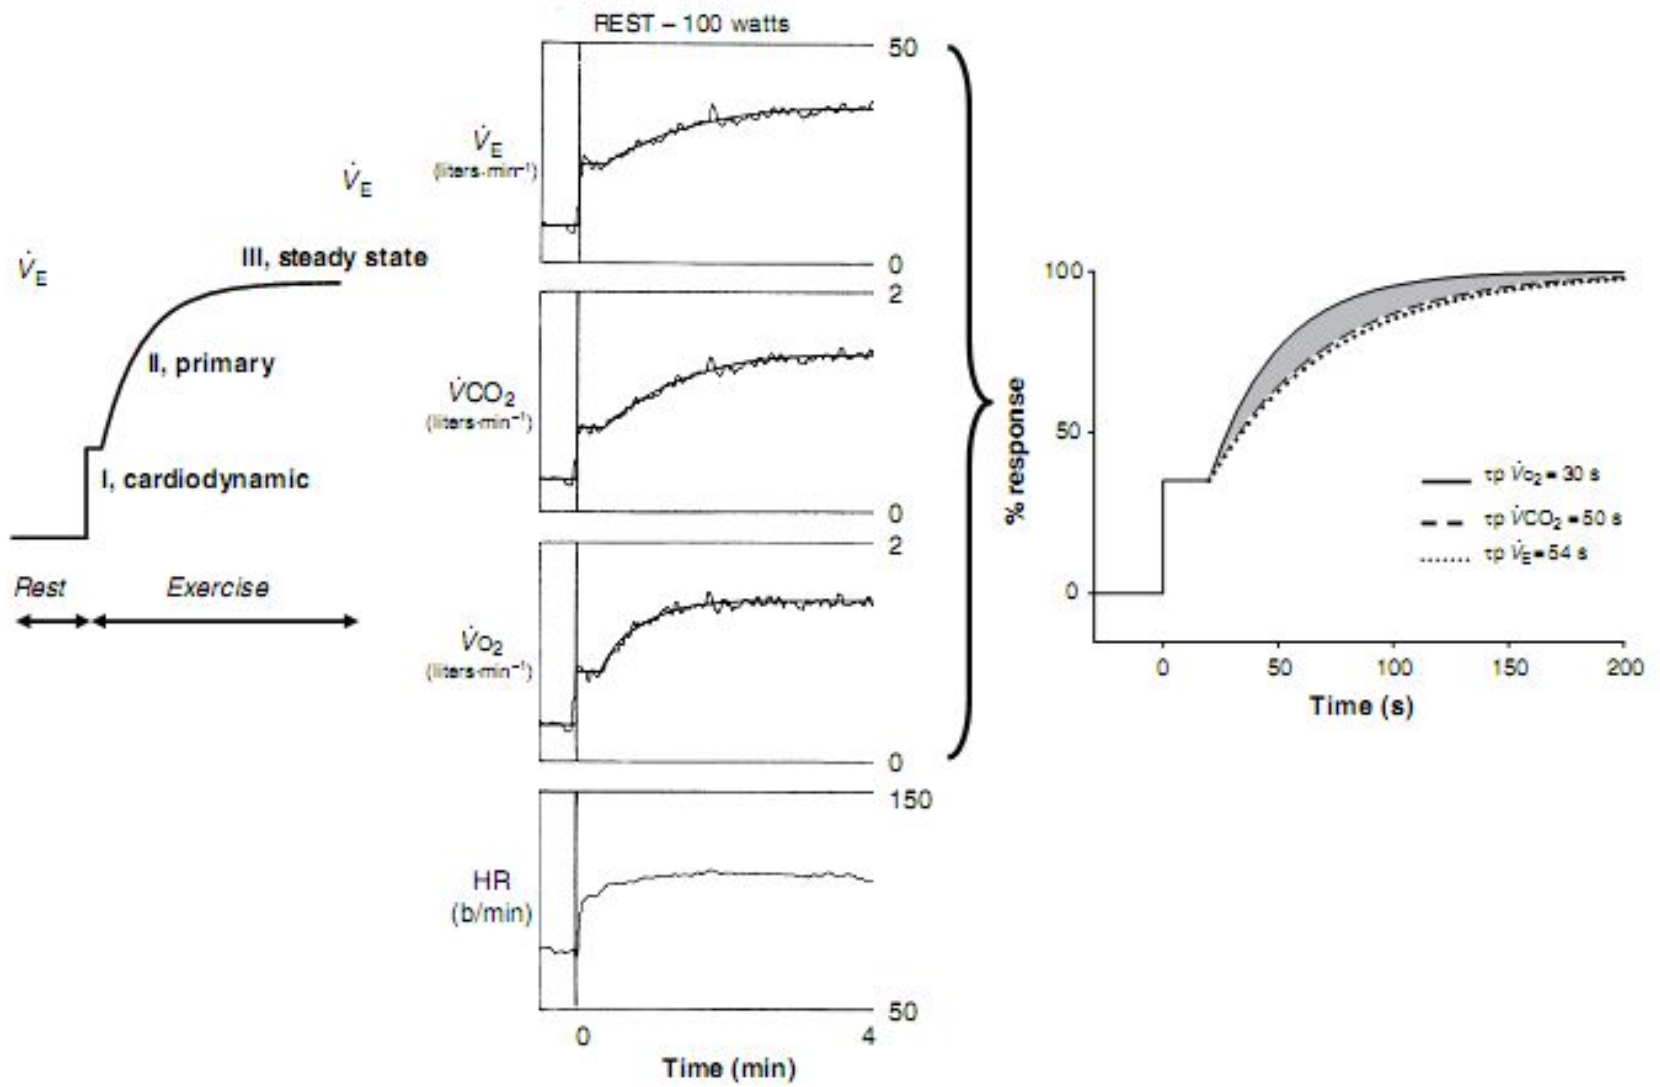 V̇E
V̇E
III, steady state
II, primary
I, cardiodynamic
Rest
Exercise
REST – 100 watts
V̇E
(liters·min⁻¹)
50
0
V̇CO₂
(liters·min⁻¹)
2
0
V̇O₂
(liters·min⁻¹)
2
0
HR
(b/min)
150
50
0
4
Time (min)
% response
100
50
0
τp V̇O₂ = 30 s
τp V̇CO₂ = 50 s
τp V̇E = 54 s
0
50
100
150
200
Time (s)